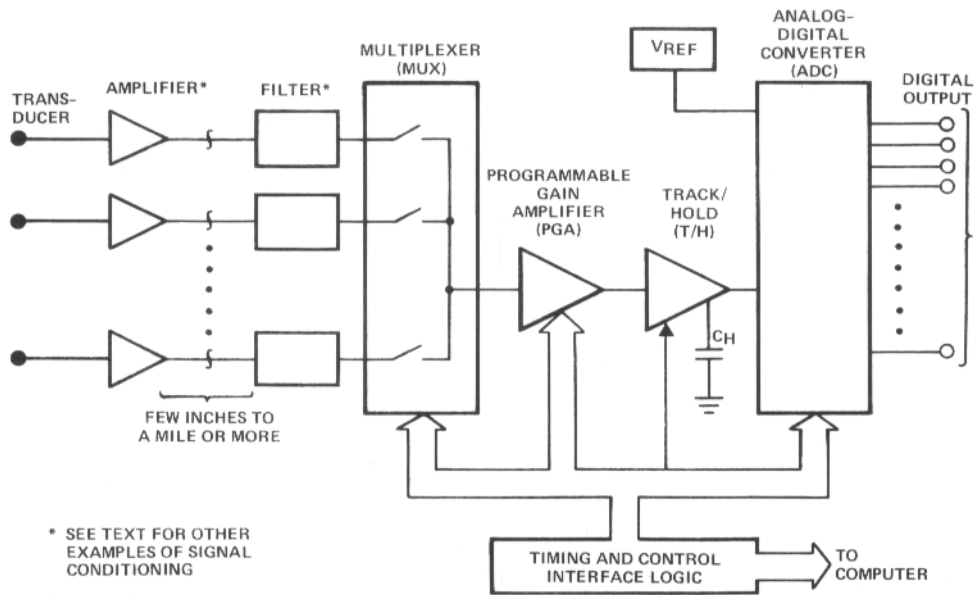 ANALOG-
DIGITAL
CONVERTER
(ADC)
VREF
MULTIPLEXER
(MUX)
DIGITAL
OUTPUT
AMPLIFIER*
FILTER*
TRANS-
DUCER
PROGRAMMABLE
GAIN
AMPLIFIER
(PGA)
TRACK/
HOLD
(T/H)
CH
FEW INCHES TO
A MILE OR MORE
* SEE TEXT FOR OTHER
EXAMPLES OF SIGNAL
CONDITIONING
TIMING AND CONTROL
INTERFACE LOGIC
TO
COMPUTER